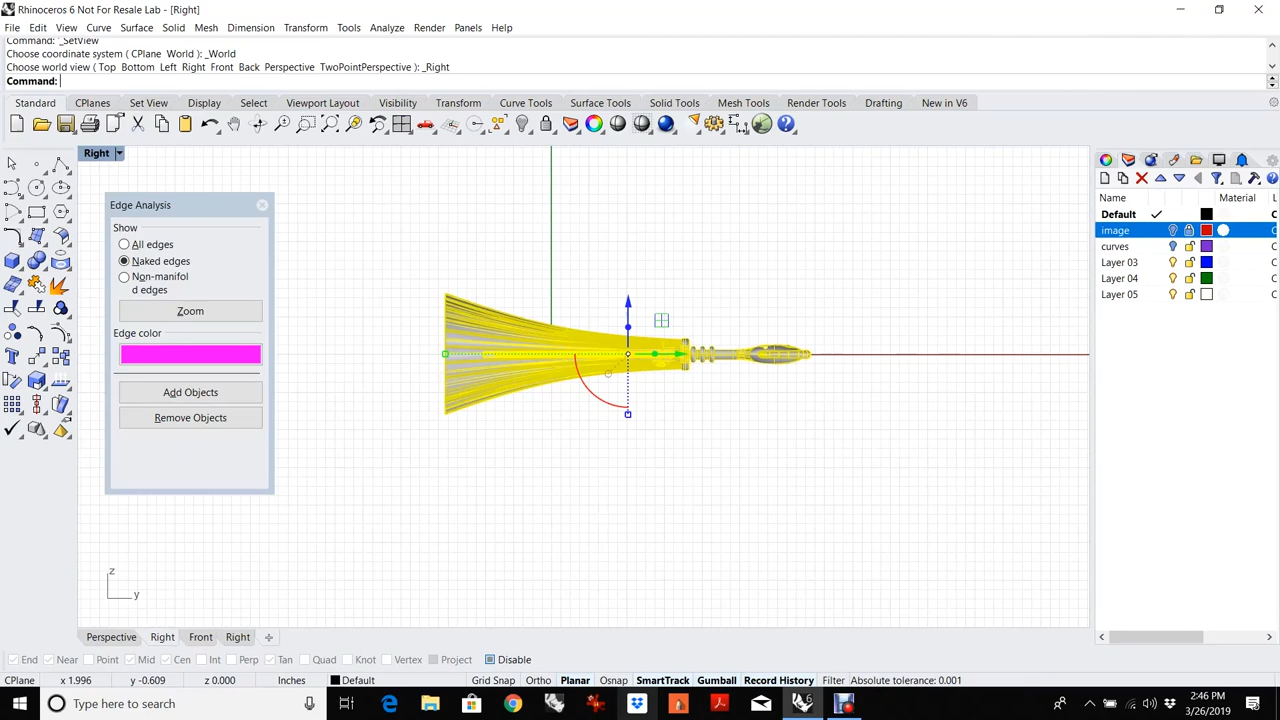 Rhinoceros 6 Not For Resale Lab - [Right]
File Edit View Curve Surface Solid Mesh Dimension Transform Tools Analyze Render Panels Help
Command: '_SetView
Choose coordinate system ( CPlane World ): _World
Choose world view ( Top Bottom Left Right Front Back Perspective TwoPointPerspective ): _Right
Command:
Standard CPlanes Set View Display Select Viewport Layout Visibility Transform Curve Tools Surface Tools Solid Tools Mesh Tools Render Tools Drafting New in V6
Right
Edge Analysis
Show
All edges
Naked edges
Non-manifol
d edges
Zoom
Edge color
Add Objects
Remove Objects
Name Material L
Default C
image C
curves C
Layer 03 C
Layer 04 C
Layer 05 C
z
y
Perspective Right Front Right
End Near Point Mid Cen Int Perp Tan Quad Knot Vertex Project Disable
CPlane x 1.996 y -0.609 z 0.000 Inches Default Grid Snap Ortho Planar Osnap SmartTrack Gumball Record History Filter Absolute tolerance: 0.001
Type here to search
2:46 PM
3/26/2019